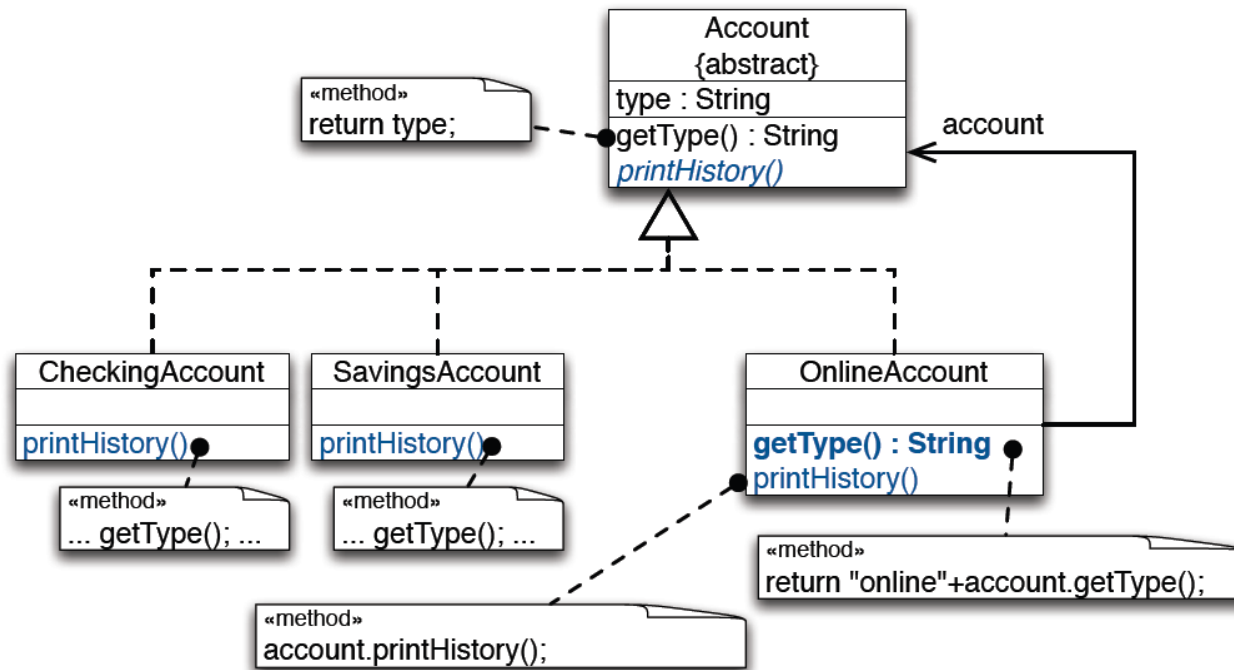 Account
{abstract}
type : String
getType() : String
printHistory()
«method»
return type;
account
CheckingAccount
printHistory()
«method»
... getType(); ...
SavingsAccount
printHistory()
«method»
... getType(); ...
OnlineAccount
getType() : String
printHistory()
«method»
return "online"+account.getType();
«method»
account.printHistory();